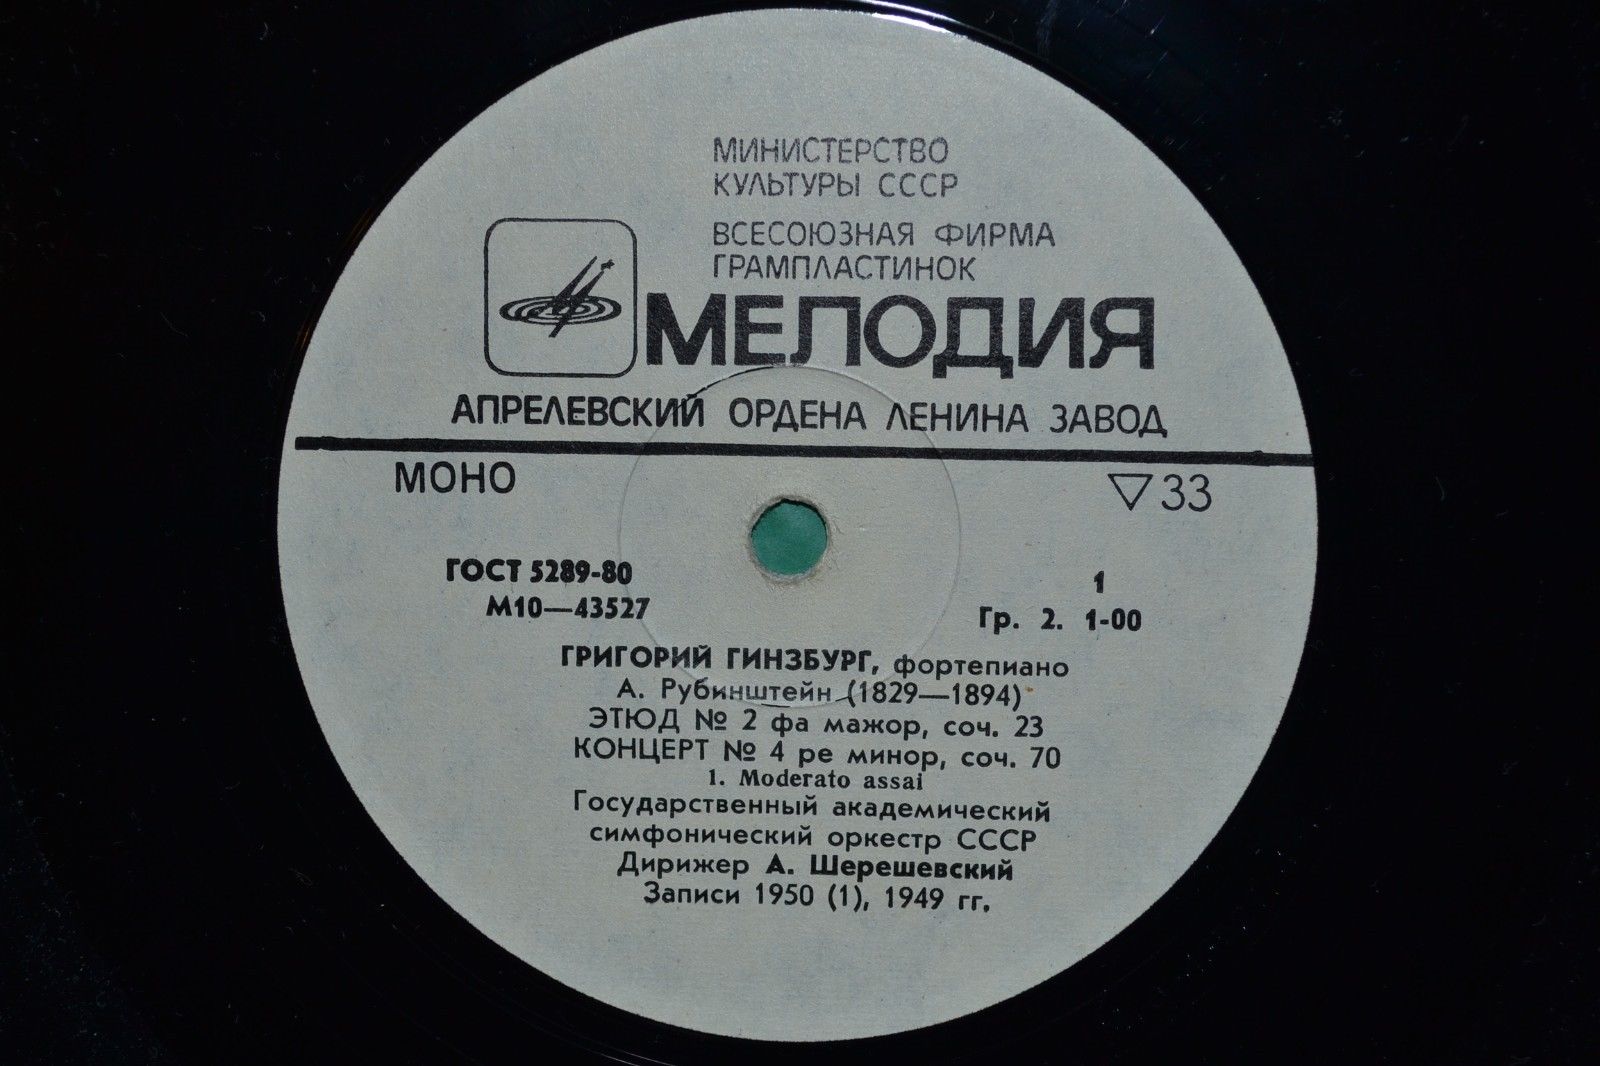 МИНИСТЕРСТВО
КУЛЬТУРЫ СССР
ВСЕСОЮЗНАЯ ФИРМА
ГРАМПЛАСТИНОК
МЕЛОДИЯ
АПРЕЛЕВСКИЙ ОРДЕНА ЛЕНИНА ЗАВОД
МОНО ▽33
ГОСТ 5289-80 1
М10—43527 Гр. 2. 1-00
ГРИГОРИЙ ГИНЗБУРГ, фортепиано
А. Рубинштейн (1829—1894)
ЭТЮД № 2 фа мажор, соч. 23
КОНЦЕРТ № 4 ре минор, соч. 70
1. Moderato assai
Государственный академический
симфонический оркестр СССР
Дирижер А. Шерешевский
Записи 1950 (1), 1949 гг.